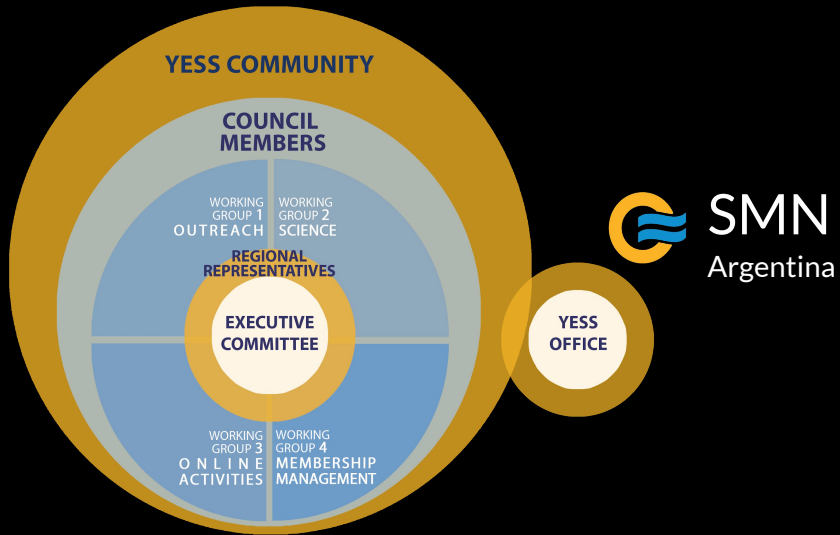 YESS COMMUNITY
COUNCIL
MEMBERS
WORKING
GROUP 1
OUTREACH
WORKING
GROUP 2
SCIENCE
REGIONAL
REPRESENTATIVES
EXECUTIVE
COMMITTEE
WORKING
GROUP 3
ONLINE
ACTIVITIES
WORKING
GROUP 4
MEMBERSHIP
MANAGEMENT
YESS
OFFICE
SMN
Argentina